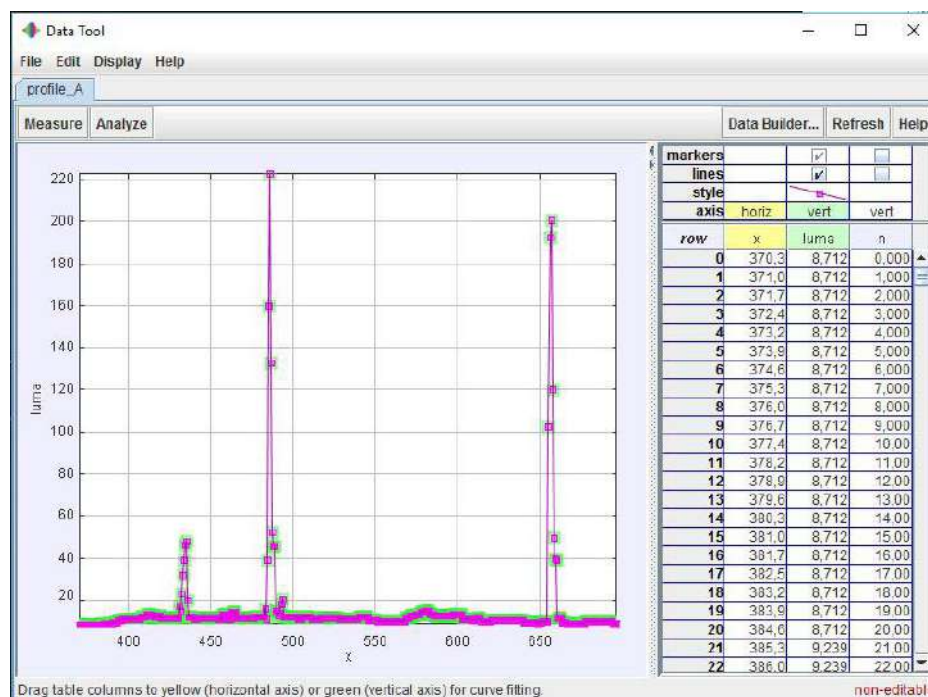 Data Tool
File Edit Display Help
profile_A
Measure Analyze Data Builder... Refresh Help
220
200
180
160
140
120
100
80
60
40
20
luma
400 450 500 550 600 650
x
markers
lines
style
axis horiz vert vert
row x luma n
0 370,3 8,712 0,000
1 371,0 8,712 1,000
2 371,7 8,712 2,000
3 372,4 8,712 3,000
4 373,2 8,712 4,000
5 373,9 8,712 5,000
6 374,6 8,712 6,000
7 375,3 8,712 7,000
8 376,0 8,712 8,000
9 376,7 8,712 9,000
10 377,4 8,712 10,00
11 378,2 8,712 11,00
12 378,9 8,712 12,00
13 379,6 8,712 13,00
14 380,3 8,712 14,00
15 381,0 8,712 15,00
16 381,7 8,712 16,00
17 382,5 8,712 17,00
18 383,2 8,712 18,00
19 383,9 8,712 19,00
20 384,6 8,712 20,00
21 385,3 9,239 21,00
22 386,0 9,239 22,00
Drag table columns to yellow (horizontal axis) or green (vertical axis) for curve fitting. non-editabl